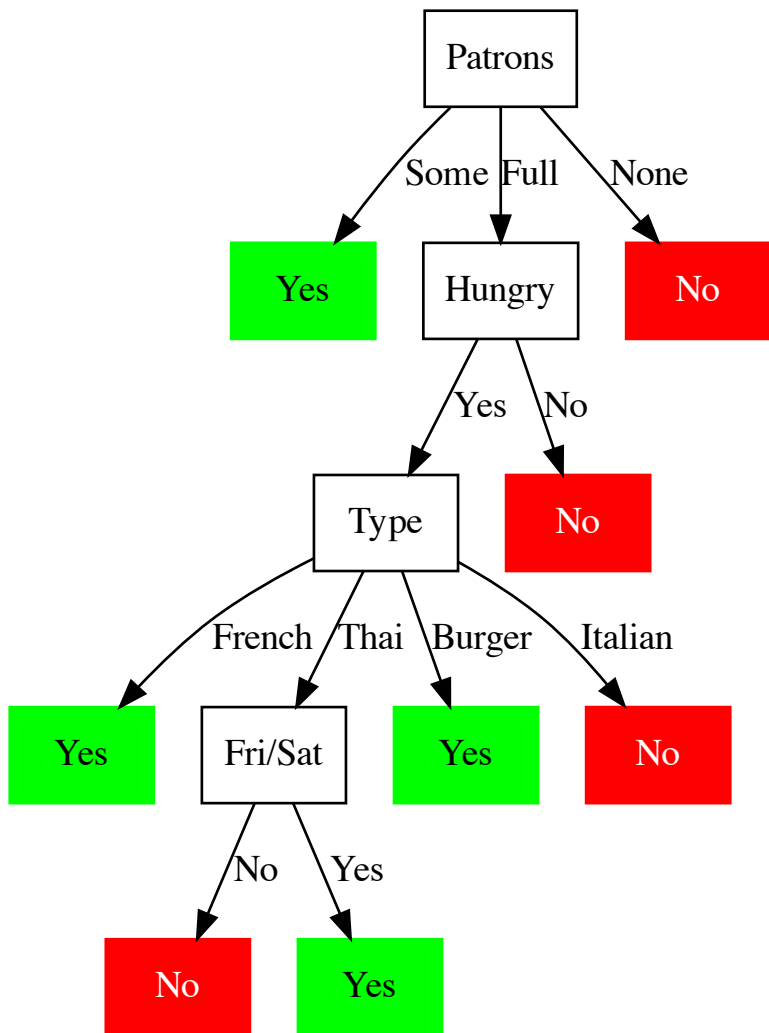 Patrons
Some
Full
None
Yes
Hungry
No
Yes
No
Type
No
French
Thai
Burger
Italian
Yes
Fri/Sat
Yes
No
No
Yes
No
Yes